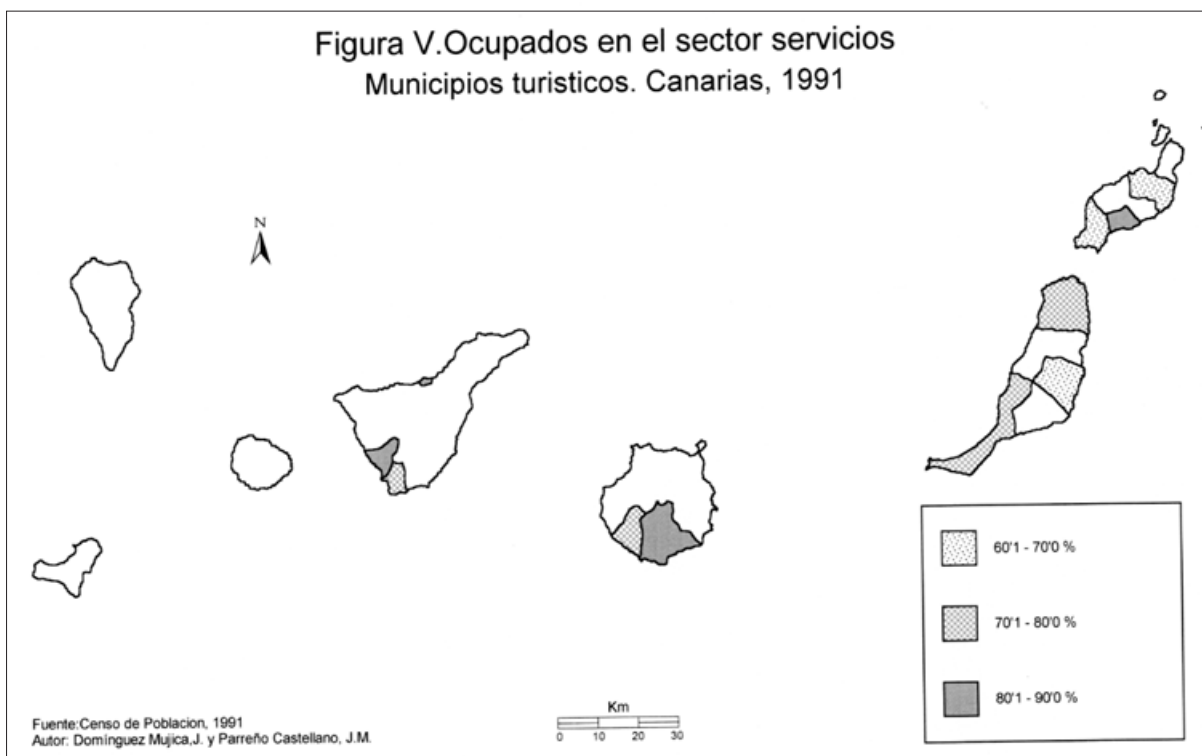 Figura V.Ocupados en el sector servicios
Municipios turisticos. Canarias, 1991
N
60'1 - 70'0 %
70'1 - 80'0 %
80'1 - 90'0 %
Km
0 10 20 30
Fuente:Censo de Poblacion, 1991
Autor: Domínguez Mujica,J. y Parreño Castellano, J.M.